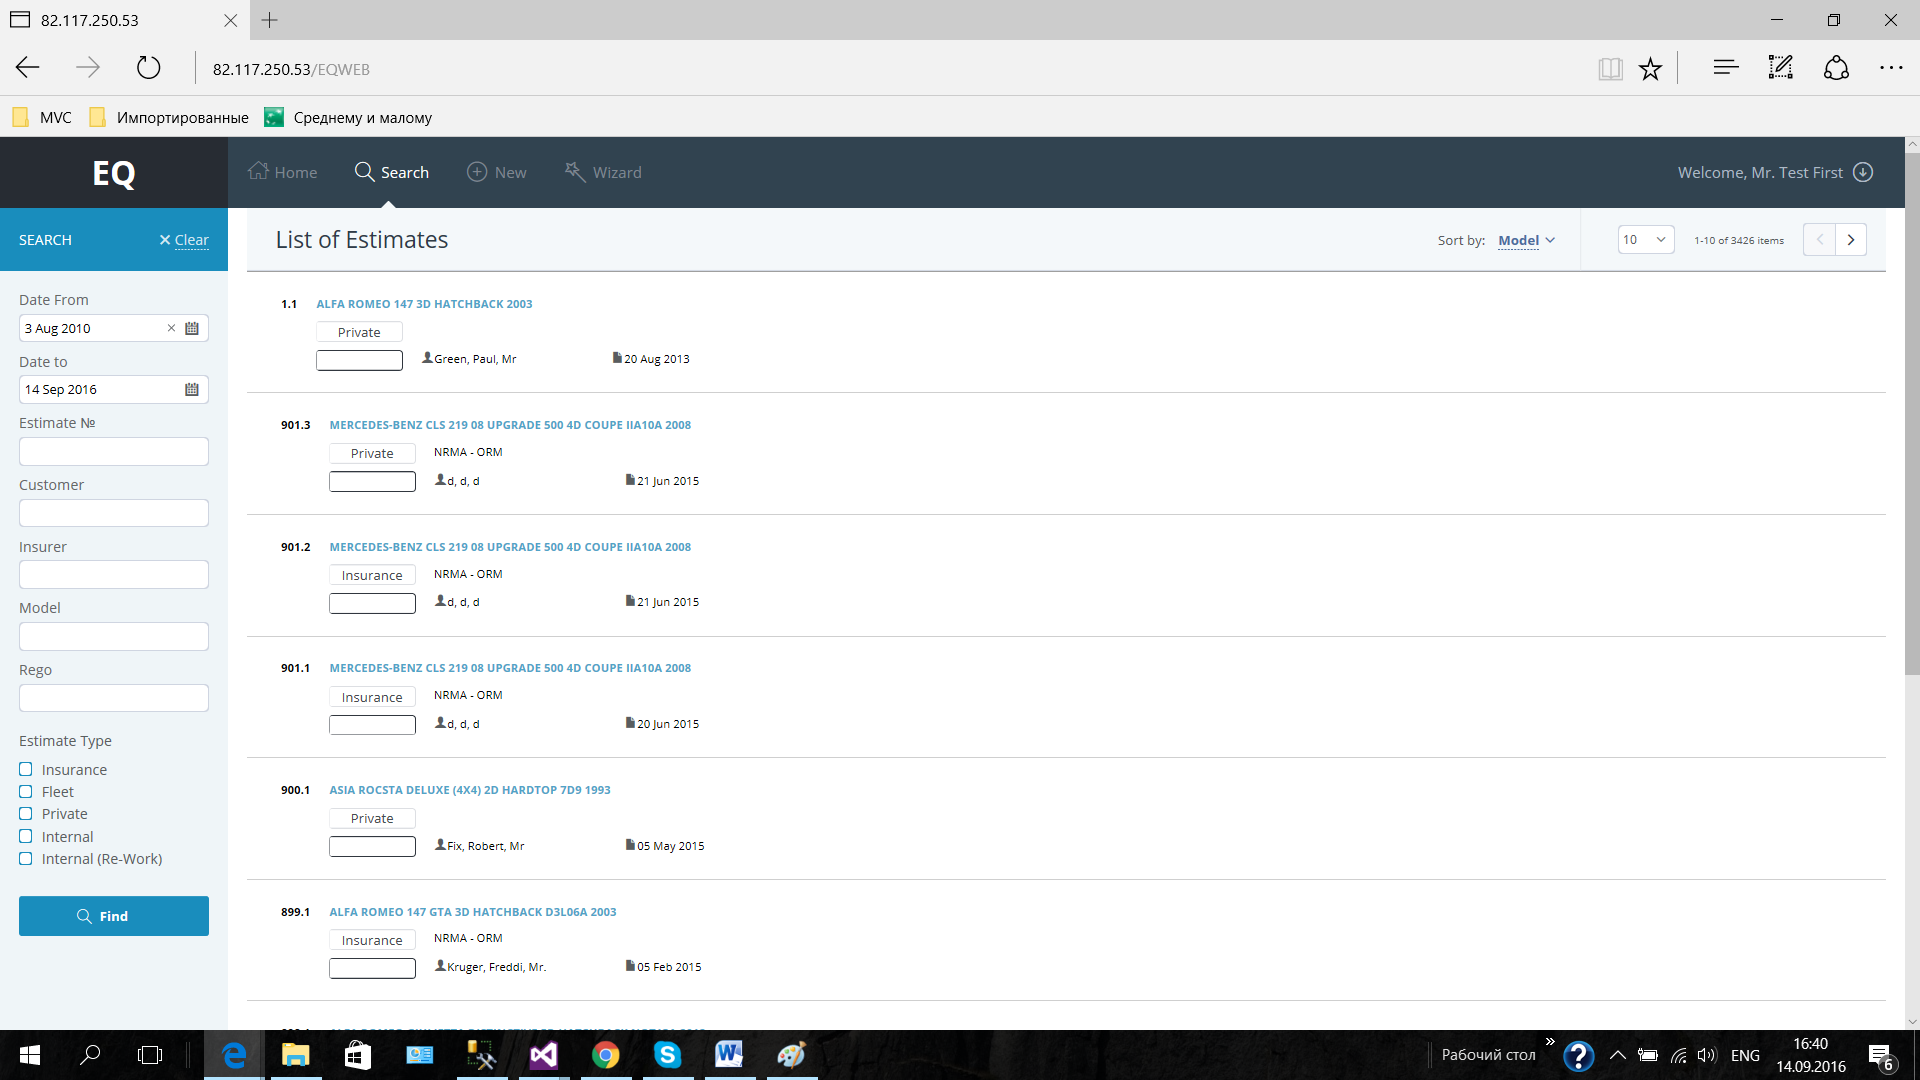 82.117.250.53
82.117.250.53/EQWEB
MVC Импортированные Среднему и малому
EQ
Home Search New Wizard
Welcome, Mr. Test First
SEARCH
Clear
List of Estimates
Sort by: Model
10
1-10 of 3426 items
Date From
3 Aug 2010
Date to
14 Sep 2016
Estimate №
Customer
Insurer
Model
Rego
Estimate Type
Insurance
Fleet
Private
Internal
Internal (Re-Work)
Find
1.1 ALFA ROMEO 147 3D HATCHBACK 2003
Private
Green, Paul, Mr 20 Aug 2013
901.3 MERCEDES-BENZ CLS 219 08 UPGRADE 500 4D COUPE IIA10A 2008
Private NRMA - ORM
d, d, d 21 Jun 2015
901.2 MERCEDES-BENZ CLS 219 08 UPGRADE 500 4D COUPE IIA10A 2008
Insurance NRMA - ORM
d, d, d 21 Jun 2015
901.1 MERCEDES-BENZ CLS 219 08 UPGRADE 500 4D COUPE IIA10A 2008
Insurance NRMA - ORM
d, d, d 20 Jun 2015
900.1 ASIA ROCSTA DELUXE (4X4) 2D HARDTOP 7D9 1993
Private
Fix, Robert, Mr 05 May 2015
899.1 ALFA ROMEO 147 GTA 3D HATCHBACK D3L06A 2003
Insurance NRMA - ORM
Kruger, Freddi, Mr. 05 Feb 2015
Рабочий стол
ENG
16:40
14.09.2016
6